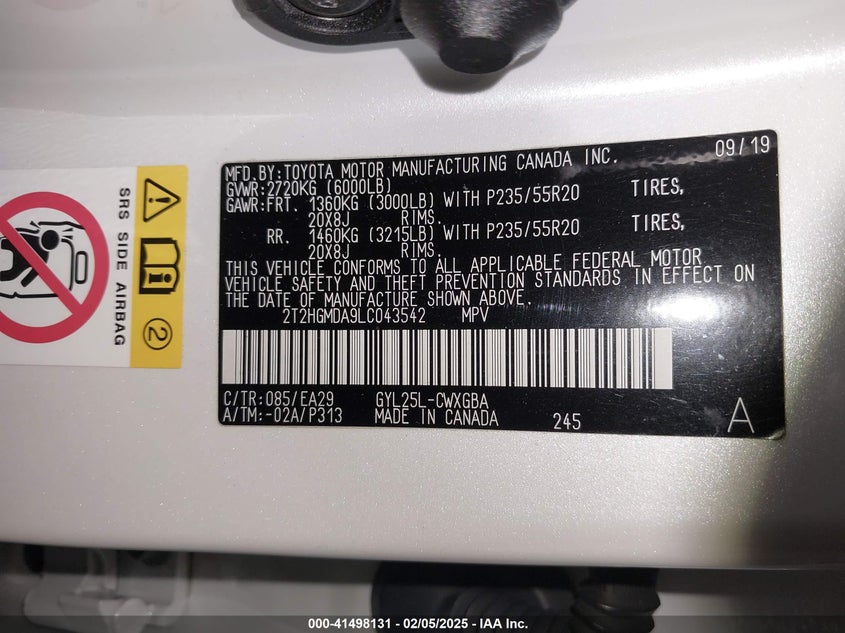 09/19
MFD.BY:TOYOTA MOTOR MANUFACTURING CANADA INC.
GVWR:2720KG (6000LB)
GAWR:FRT. 1360KG (3000LB) WITH P235/55R20 TIRES,
20X8J RIMS.
RR. 1460KG (3215LB) WITH P235/55R20 TIRES,
20X8J RIMS.
THIS VEHICLE CONFORMS TO ALL APPLICABLE FEDERAL MOTOR
VEHICLE SAFETY AND THEFT PREVENTION STANDARDS IN EFFECT ON
THE DATE OF MANUFACTURE SHOWN ABOVE.
2T2HGMDA9LC043542 MPV
C/TR:085/EA29 GYL25L-CWXGBA
A/TM:-02A/P313 MADE IN CANADA 245 A
SRS SIDE AIRBAG
2
000-41498131 - 02/05/2025 - IAA Inc.